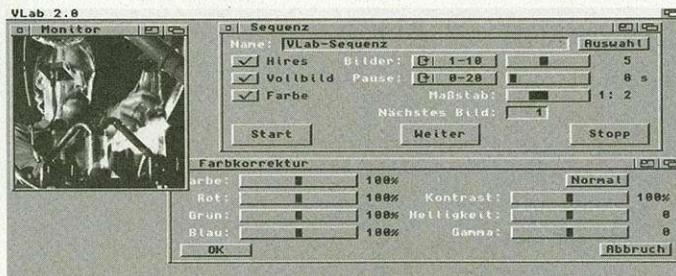 VLab 2.0
Monitor
Sequenz
Name: VLab-Sequenz Auswahl
Hires Bilder: 1-10 5
Vollbild Pause: 0-20 0 s
Farbe Maßstab: 1: 2
Nächstes Bild: 1
Start Weiter Stopp
Farbkorrektur
arbe: 100% Normal
Rot: 100% Kontrast: 100%
Grün: 100% Helligkeit: 0
Blau: 100% Gamma: 0
OK Abbruch